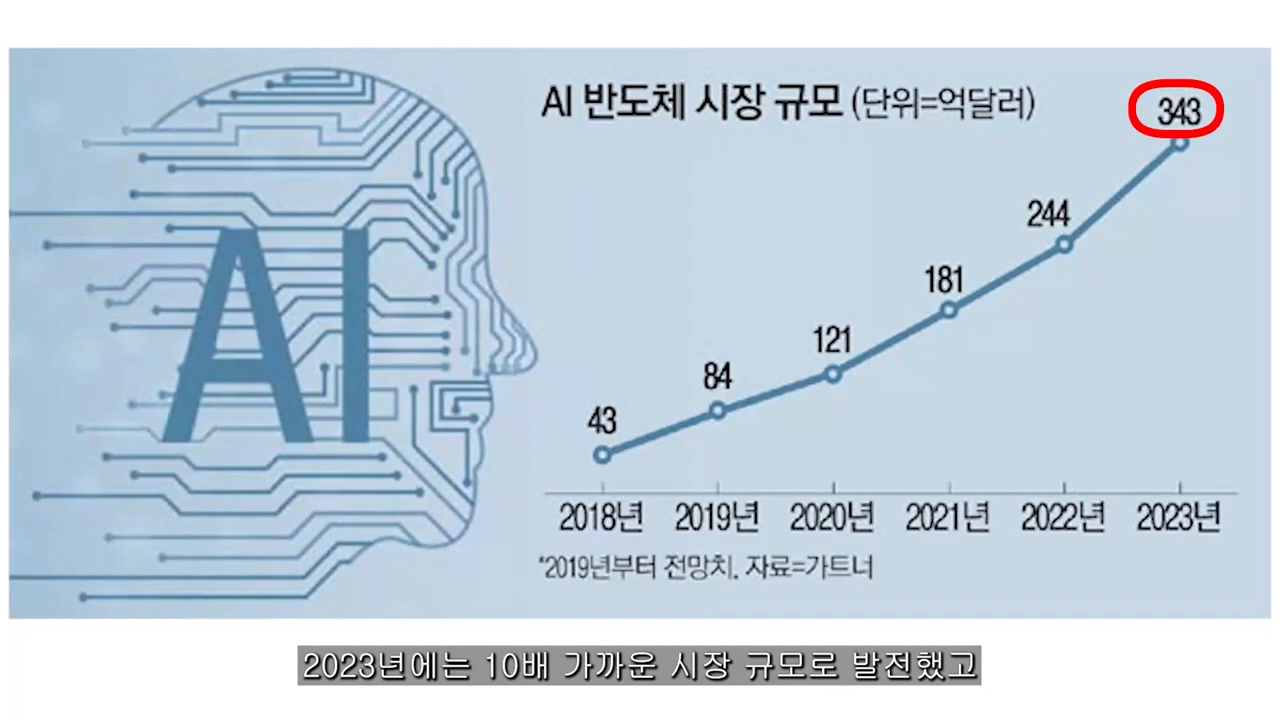 AI 반도체 시장 규모 (단위=억달러)
343
244
181
121
84
43
2018년 2019년 2020년 2021년 2022년 2023년
*2019년부터 전망치, 자료=가트너
AI
2023년에는 10배 가까운 시장 규모로 발전했고